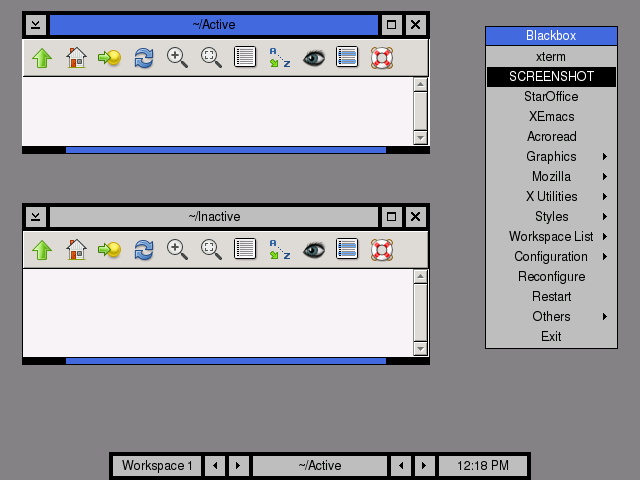 ~/Active
~/Inactive
Blackbox
xterm
SCREENSHOT
StarOffice
XEmacs
Acroread
Graphics
Mozilla
X Utilities
Styles
Workspace List
Configuration
Reconfigure
Restart
Others
Exit
Workspace 1
~/Active
12:18 PM